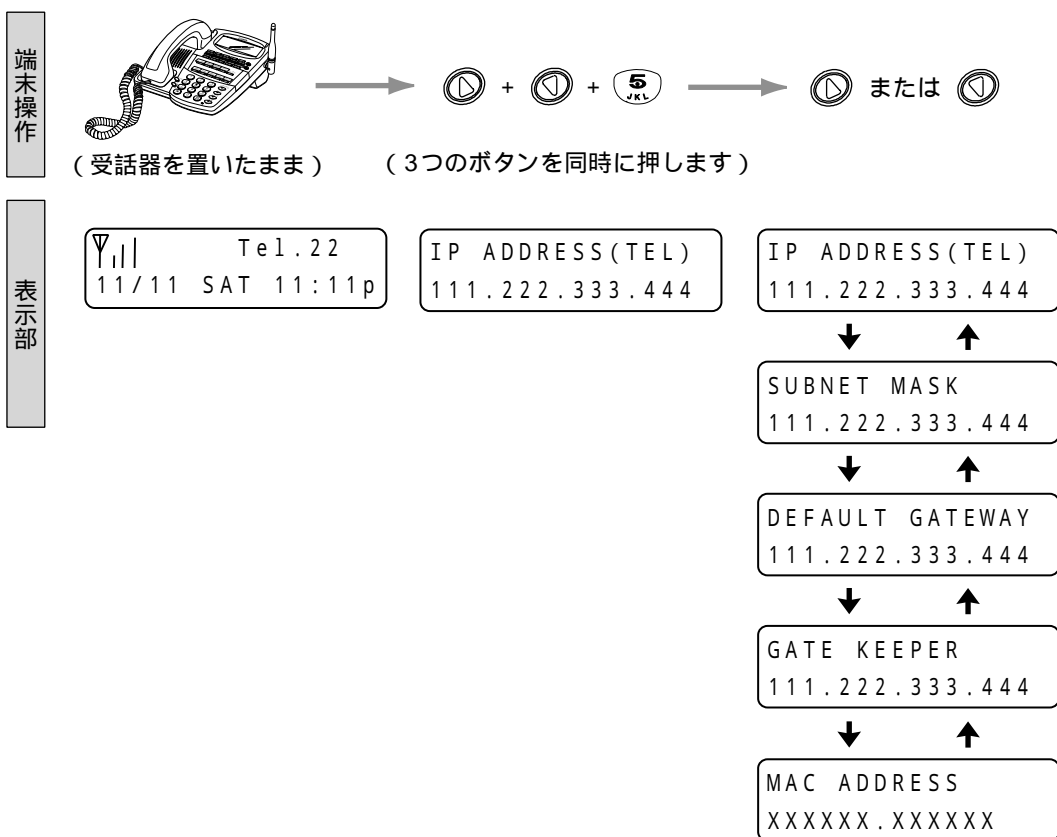 端末操作
+ + 5 または
JKL
(受話器を置いたまま) (3つのボタンを同時に押します)
表示部
Tel.22
11/11 SAT 11:11p
IP ADDRESS(TEL)
111.222.333.444
IP ADDRESS(TEL)
111.222.333.444
SUBNET MASK
111.222.333.444
DEFAULT GATEWAY
111.222.333.444
GATE KEEPER
111.222.333.444
MAC ADDRESS
XXXXXX.XXXXXX